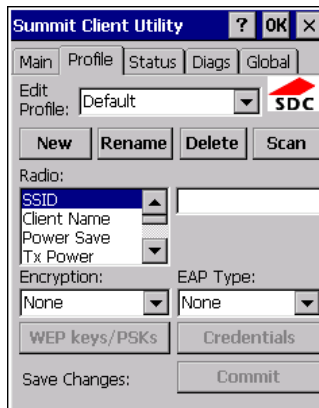 Summit Client Utility ? OK ×
Main Profile Status Diags Global
Edit Profile: Default SDC
New Rename Delete Scan
Radio:
SSID
Client Name
Power Save
Tx Power
Encryption: EAP Type:
None None
WEP keys/PSKs Credentials
Save Changes: Commit